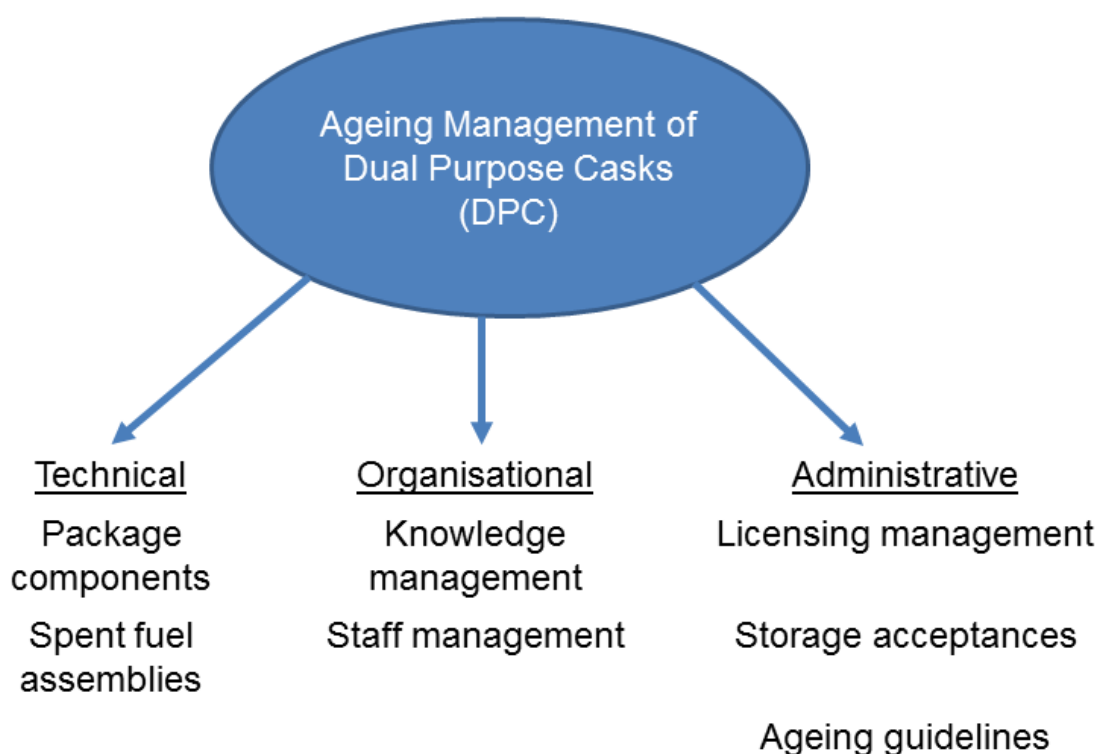 Ageing Management of
Dual Purpose Casks
(DPC)
Technical
Package
components
Spent fuel
assemblies
Organisational
Knowledge
management
Staff management
Administrative
Licensing management
Storage acceptances
Ageing guidelines